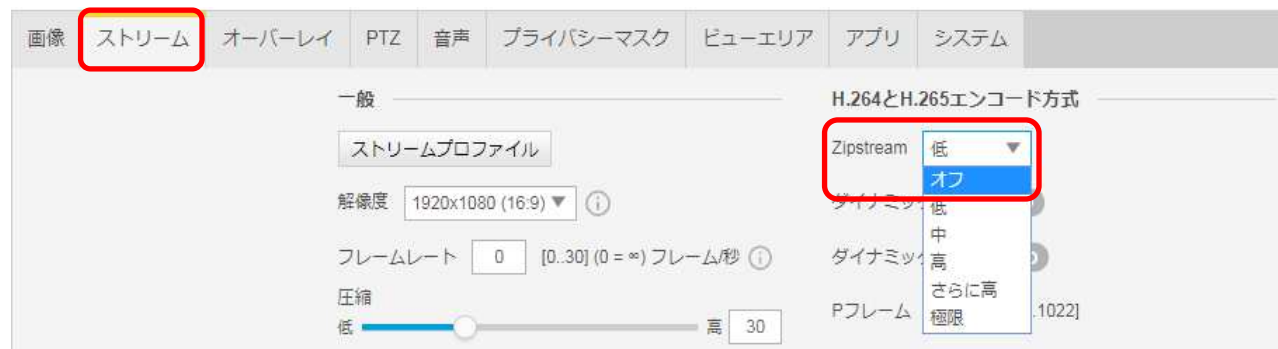 画像 ストリーム オーバーレイ PTZ 音声 プライバシーマスク ビューエリア アプリ システム
一般
ストリームプロファイル
解像度 1920x1080 (16:9)
フレームレート 0 [0..30] (0 = ∞) フレーム/秒
圧縮
低 高 30
H.264とH.265エンコード方式
Zipstream 低
オフ
低
中
高
さらに高
極限
ダイナミッ
ダイナミッ
Pフレーム .1022]